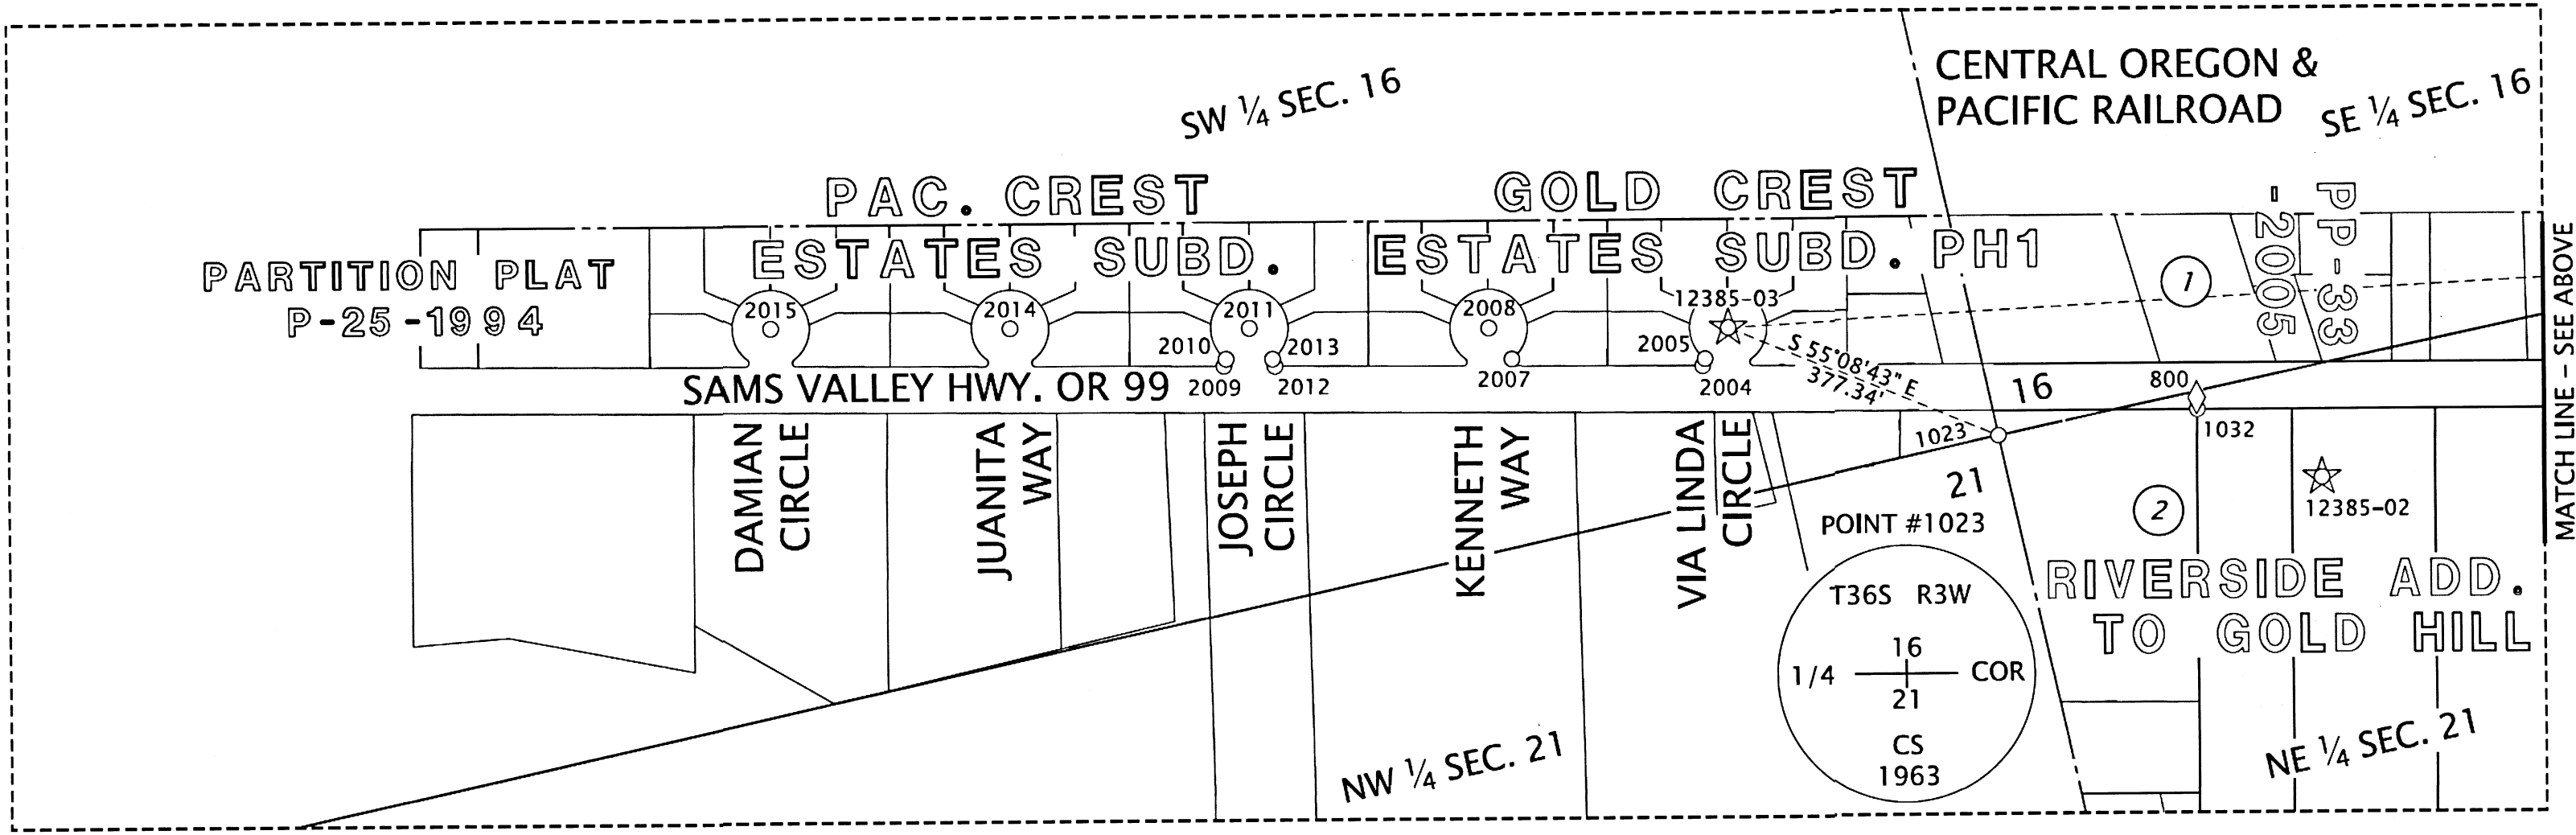 CENTRAL OREGON &
PACIFIC RAILROAD
SW ¼ SEC. 16
SE ¼ SEC. 16
PAC. CREST
ESTATES SUBD.
GOLD CREST
ESTATES SUBD. PH1
PP-33
-2005
PARTITION PLAT
P-25-1994
1
2015
2014
2011
2008
12385-03
2010
2013
2005
MATCH LINE - SEE ABOVE
S 55°08'43" E
377.34'
SAMS VALLEY HWY. OR 99
2009
2012
2007
2004
16
800
1023
1032
DAMIAN
CIRCLE
JUANITA
WAY
JOSEPH
CIRCLE
KENNETH
WAY
VIA LINDA
CIRCLE
21
2
12385-02
POINT #1023
T36S R3W
16
1/4 COR
21
CS
1963
RIVERSIDE ADD.
TO GOLD HILL
NW ¼ SEC. 21
NE ¼ SEC. 21